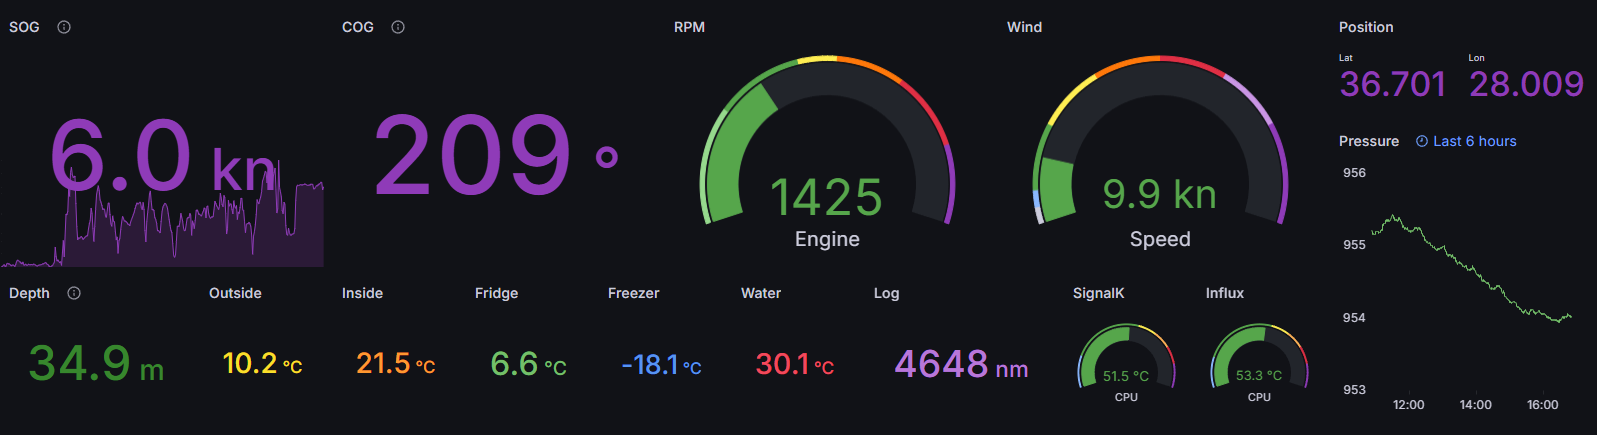 SOG
COG
RPM
Wind
Position
Lat
Lon
36.701
28.009
6.0 kn
209 °
1425
Engine
9.9 kn
Speed
Pressure
Last 6 hours
956
955
954
953
12:00
14:00
16:00
Depth
Outside
Inside
Fridge
Freezer
Water
Log
SignalK
Influx
34.9 m
10.2 °C
21.5 °C
6.6 °C
-18.1 °C
30.1 °C
4648 nm
51.5 °C
CPU
53.3 °C
CPU